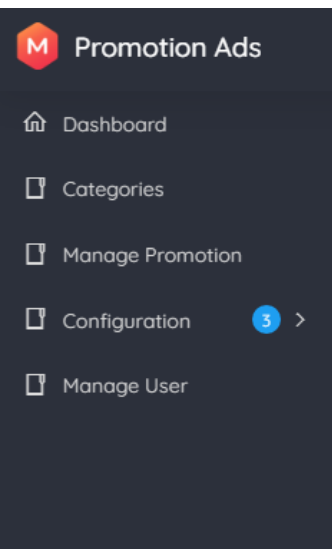 M Promotion Ads
Dashboard
Categories
Manage Promotion
Configuration 3 >
Manage User